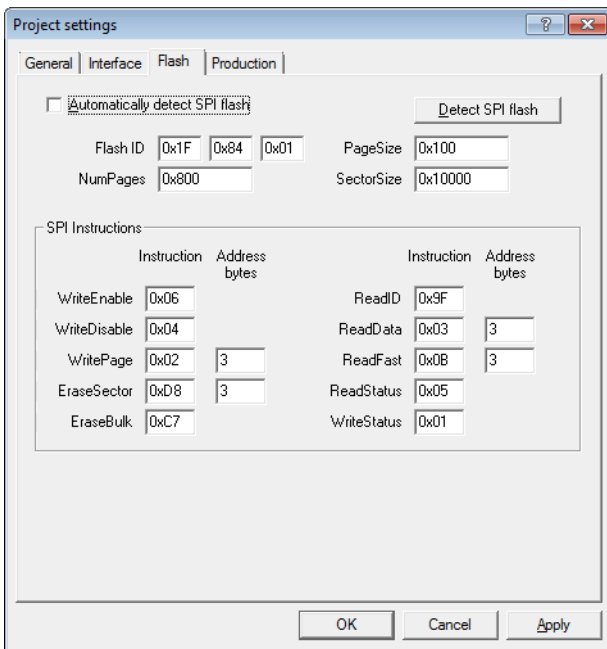 Project settings
General Interface Flash Production
Automatically detect SPI flash Detect SPI flash
Flash ID 0x1F 0x84 0x01 PageSize 0x100
NumPages 0x800 SectorSize 0x10000
SPI Instructions
Instruction Address bytes Instruction Address bytes
WriteEnable 0x06 ReadID 0x9F
WriteDisable 0x04 ReadData 0x03 3
WritePage 0x02 3 ReadFast 0x0B 3
EraseSector 0xD8 3 ReadStatus 0x05
EraseBulk 0xC7 WriteStatus 0x01
OK Cancel Apply